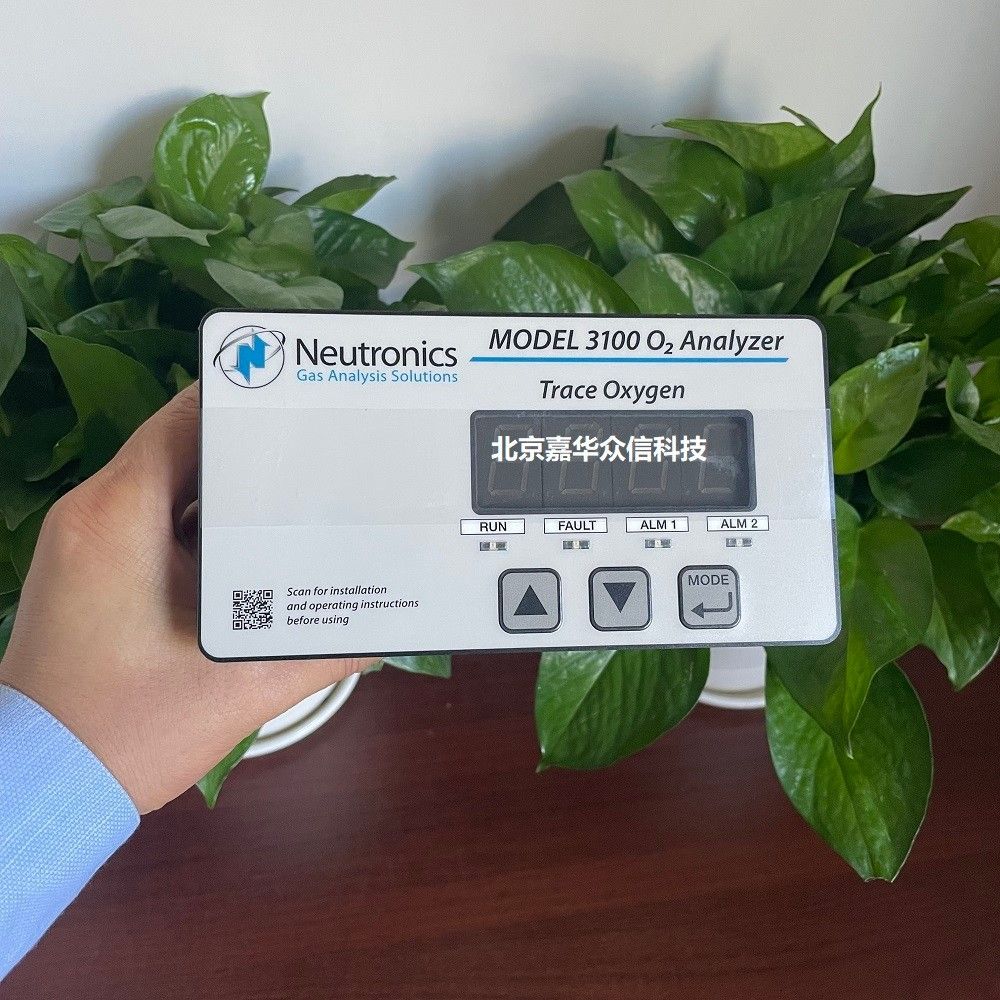 Neutronics
Gas Analysis Solutions
MODEL 3100 O₂ Analyzer
Trace Oxygen
北京嘉华众信科技
RUN
FAULT
ALM 1
ALM 2
MODE
Scan for installation
and operating instructions
before using